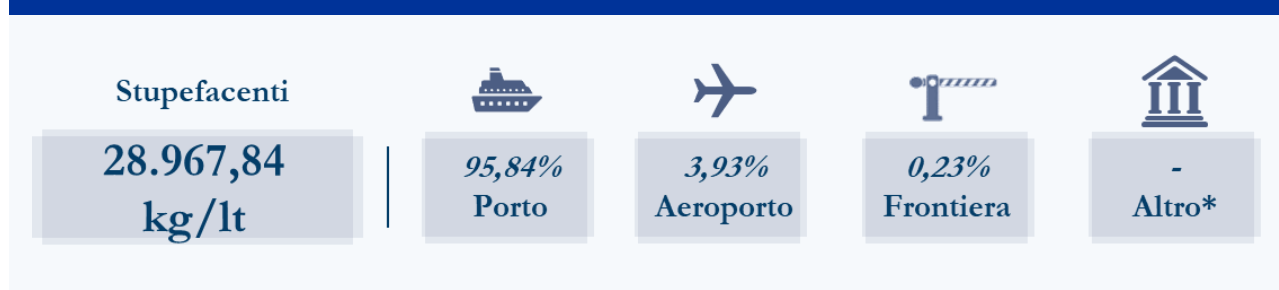 Stupefacenti
28.967,84
kg/lt
95,84%
Porto
3,93%
Aeroporto
0,23%
Frontiera
-
Altro*